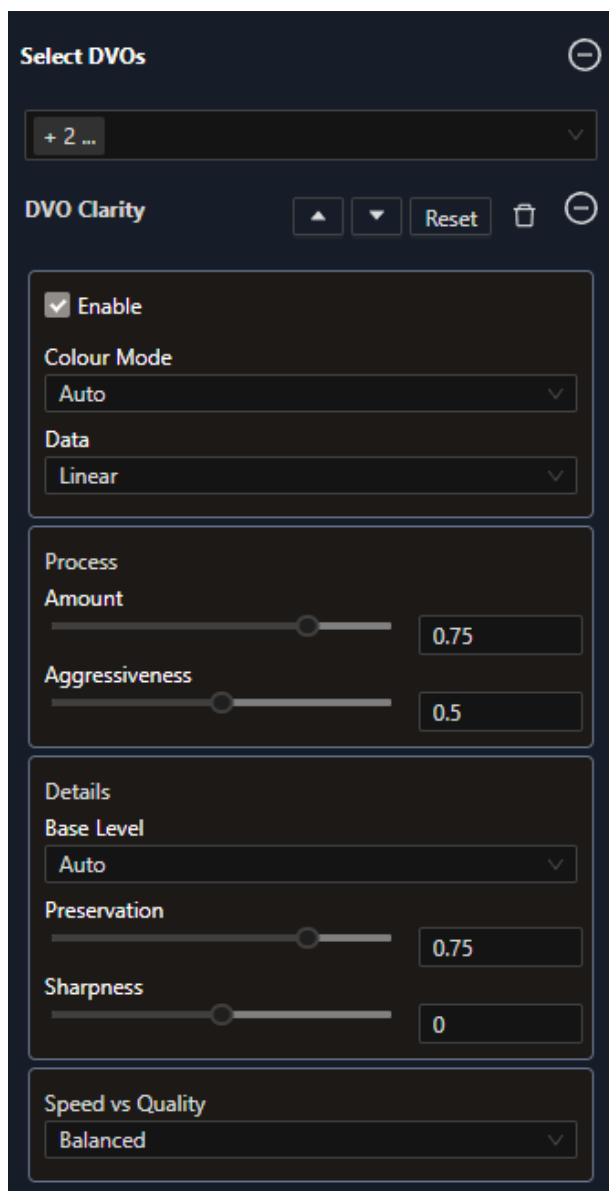 Select DVOs
+ 2 ...
DVO Clarity
Reset
Enable
Colour Mode
Auto
Data
Linear
Process
Amount
0.75
Aggressiveness
0.5
Details
Base Level
Auto
Preservation
0.75
Sharpness
0
Speed vs Quality
Balanced